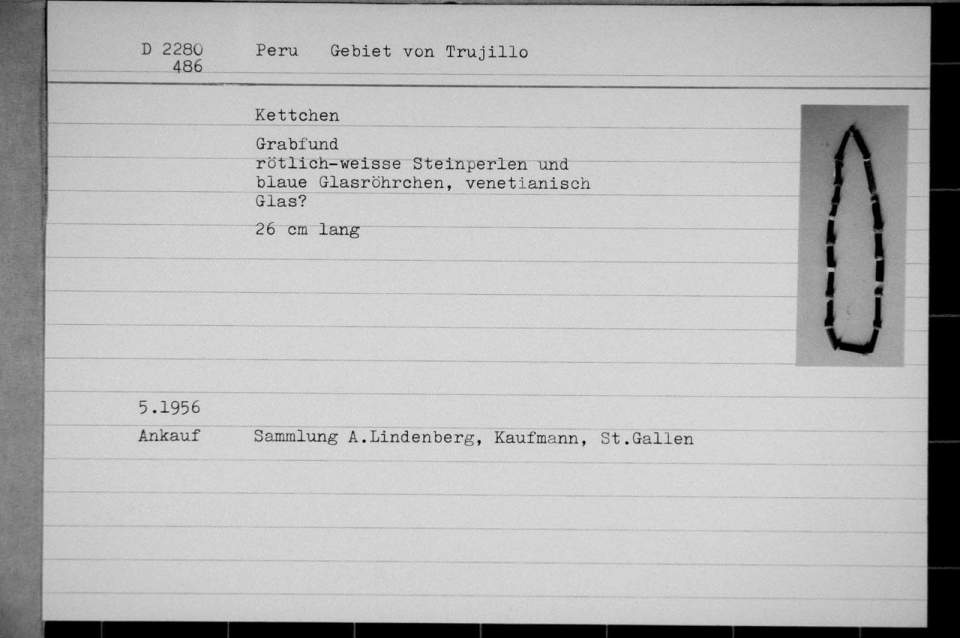 D 2280 Peru Gebiet von Trujillo
486
Kettchen
Grabfund
rötlich-weisse Steinperlen und
blaue Glasröhrchen, venetianisch
Glas?
26 cm lang
5.1956
Ankauf Sammlung A.Lindenberg, Kaufmann, St.Gallen